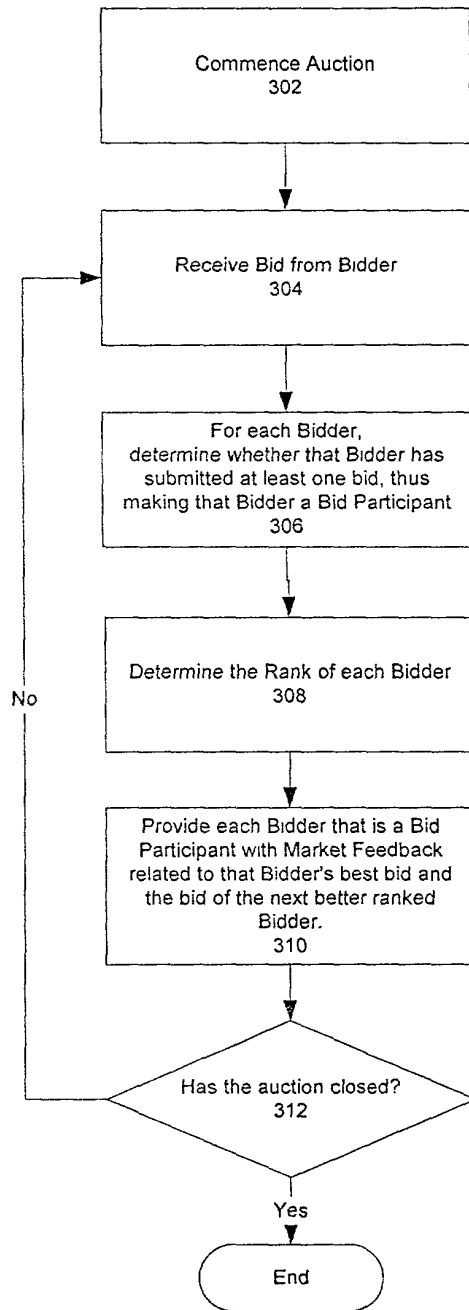 Commence Auction
302
Receive Bid from Bidder
304
For each Bidder,
determine whether that Bidder has
submitted at least one bid, thus
making that Bidder a Bid Participant
306
Determine the Rank of each Bidder
308
No
Provide each Bidder that is a Bid
Participant with Market Feedback
related to that Bidder's best bid and
the bid of the next better ranked
Bidder.
310
Has the auction closed?
312
Yes
End